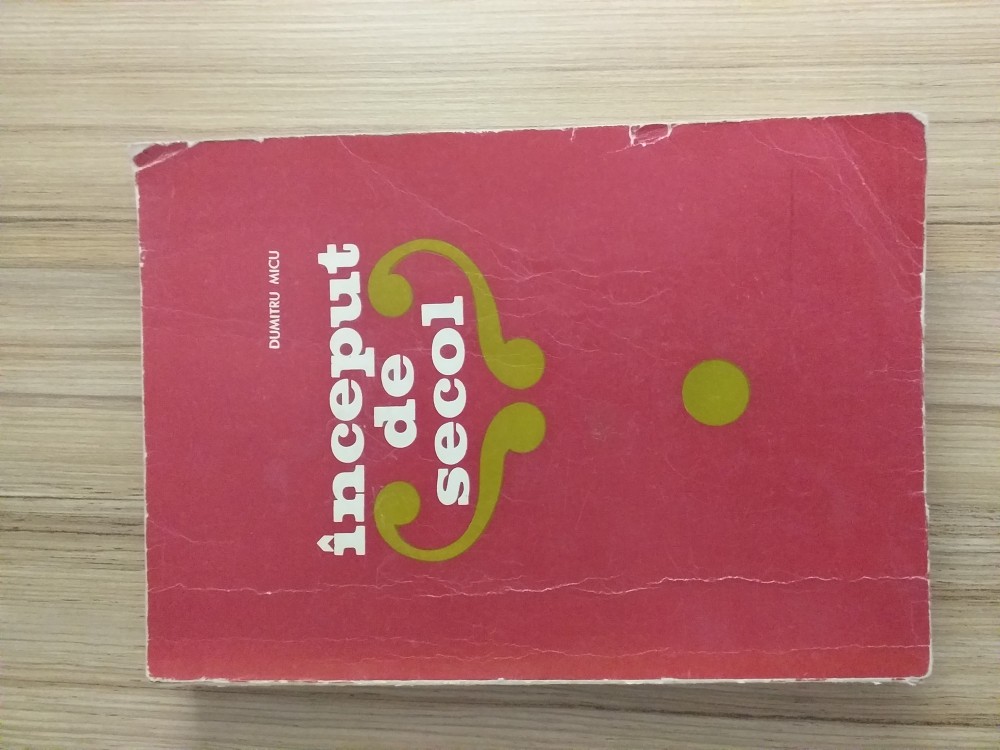 DUMITRU MICU
început
de
secol